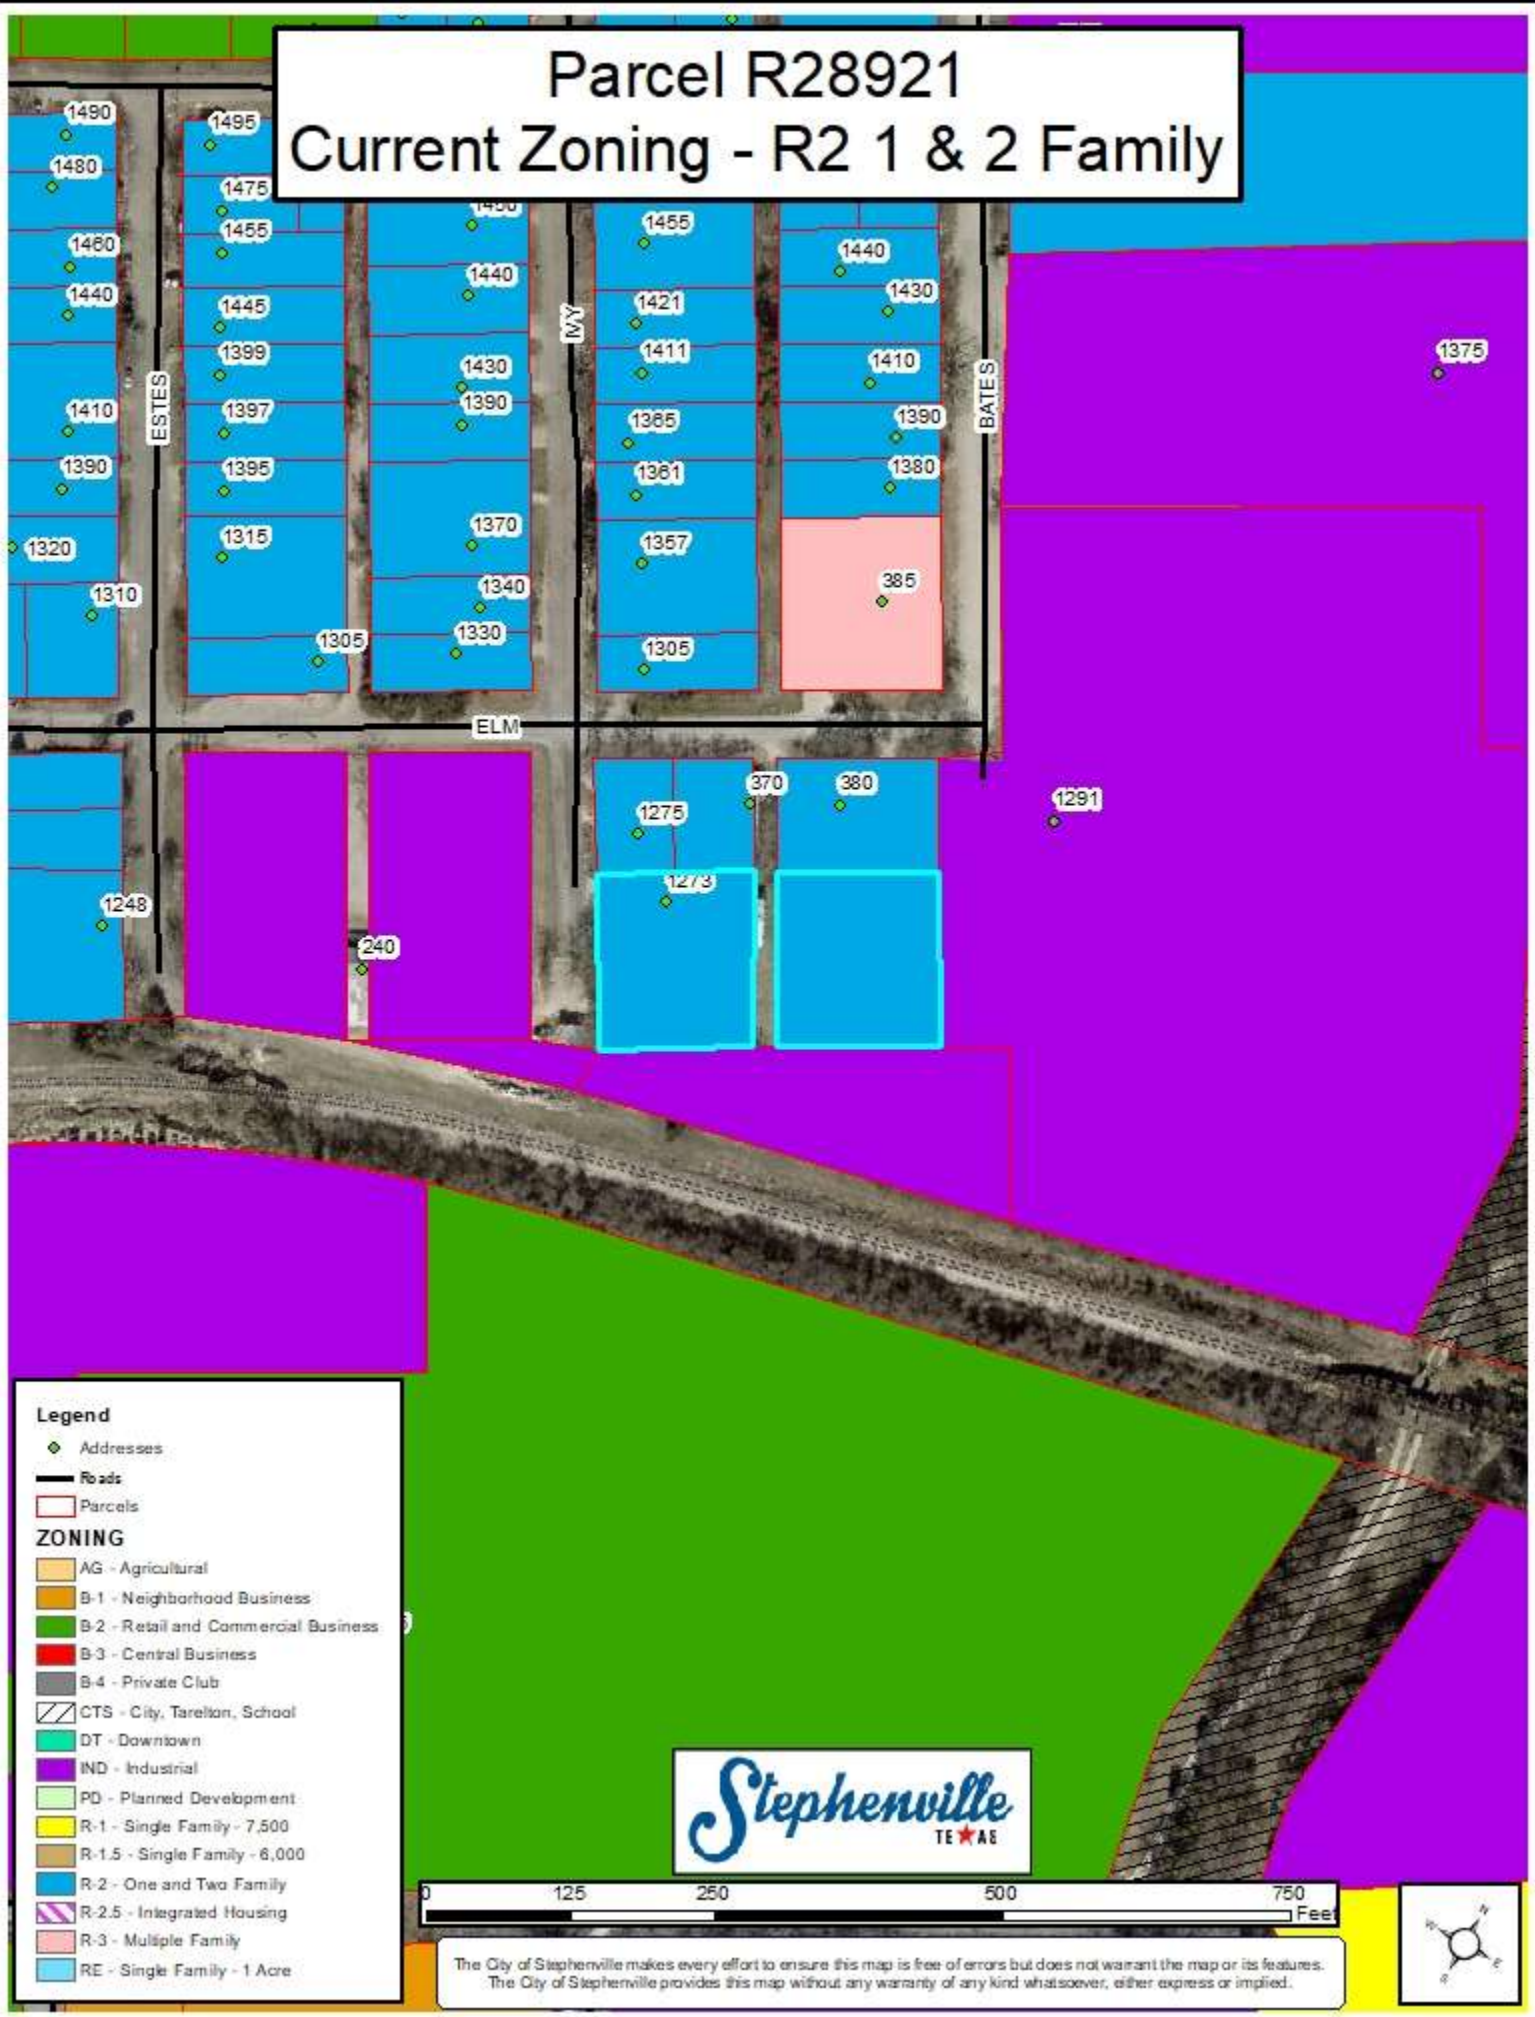 Parcel R28921
Current Zoning - R2 1 & 2 Family
1490
1495
1480
1475
1455
1455
1460
1440
1440
1440
1430
1421
1445
IVY
1399
1411
1375
1430
1410
BATES
1390
ESTES
1410
1397
1390
1365
1390
1395
1361
1380
1320
1315
1370
1357
385
1310
1340
1305
1330
1305
ELM
370
380
1275
1291
1273
1248
240
Legend
Addresses
Roads
Parcels
ZONING
AG - Agricultural
B-1 - Neighborhood Business
B-2 - Retail and Commercial Business
B-3 - Central Business
B-4 - Private Club
CTS - City, Tarelton, School
DT - Downtown
IND - Industrial
PD - Planned Development
R-1 - Single Family - 7,500
R-1.5 - Single Family - 6,000
R-2 - One and Two Family
R-2.5 - Integrated Housing
R-3 - Multiple Family
RE - Single Family - 1 Acre
Stephenville
TEXAS
0 125 250 500 750
Feet
N
W
E
S
The City of Stephenville makes every effort to ensure this map is free of errors but does not warrant the map or its features.
The City of Stephenville provides this map without any warranty of any kind whatsoever, either express or implied.